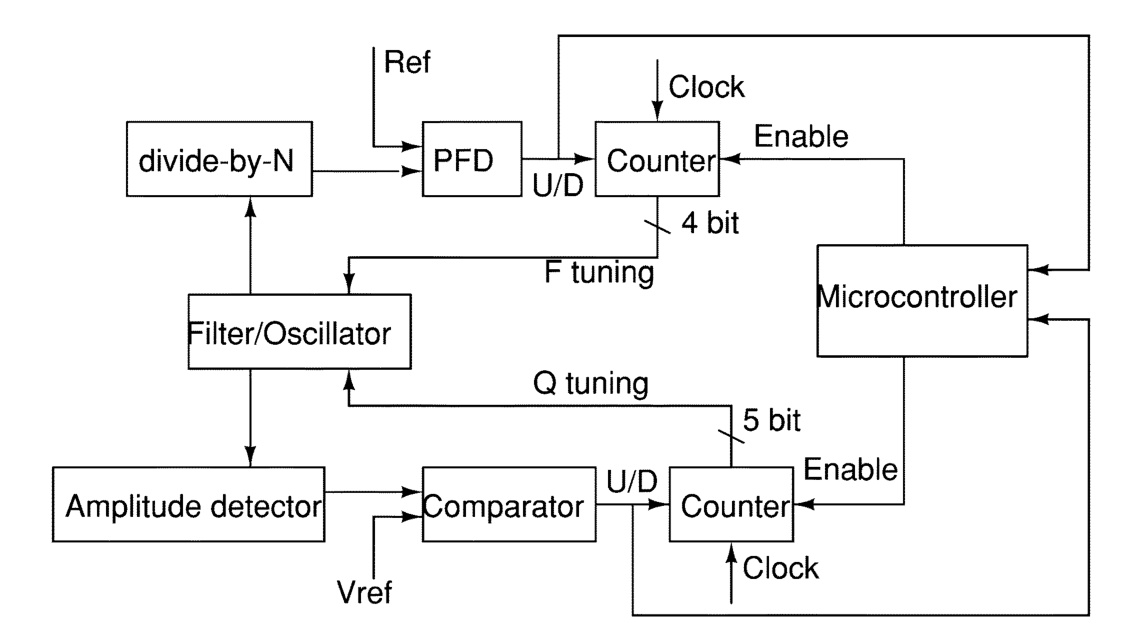 Ref
Clock
divide-by-N
PFD
U/D
Counter
Enable
4 bit
F tuning
Filter/Oscillator
Microcontroller
Q tuning
5 bit
Amplitude detector
Comparator
U/D
Counter
Enable
Vref
Clock